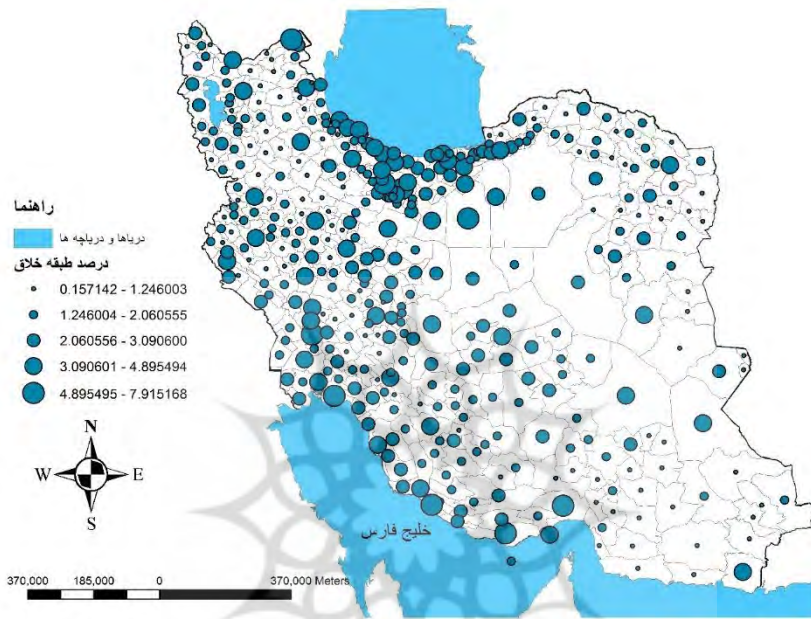 راهنما
دریاها و دریاچه ها
درصد طبقه خلاق
0.157142 - 1.246003
1.246004 - 2.060555
2.060556 - 3.090600
3.090601 - 4.895494
4.895495 - 7.915168
N
W E
S
خلیج فارس
370,000 185,000 0 370,000 Meters